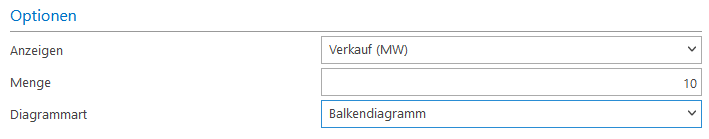 Optionen
Anzeigen Verkauf (MW)
Menge 10
Diagrammart Balkendiagramm